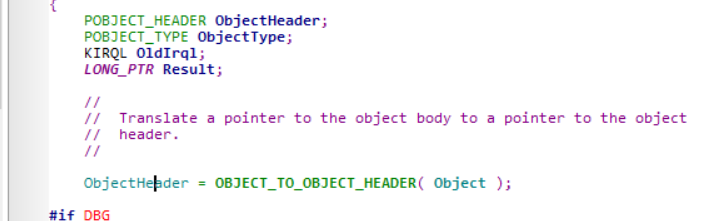 {
POBJECT_HEADER ObjectHeader;
POBJECT_TYPE ObjectType;
KIRQL OldIrql;
LONG_PTR Result;
//
// Translate a pointer to the object body to a pointer to the object
// header.
//
ObjectHeader = OBJECT_TO_OBJECT_HEADER( Object );
#if DBG